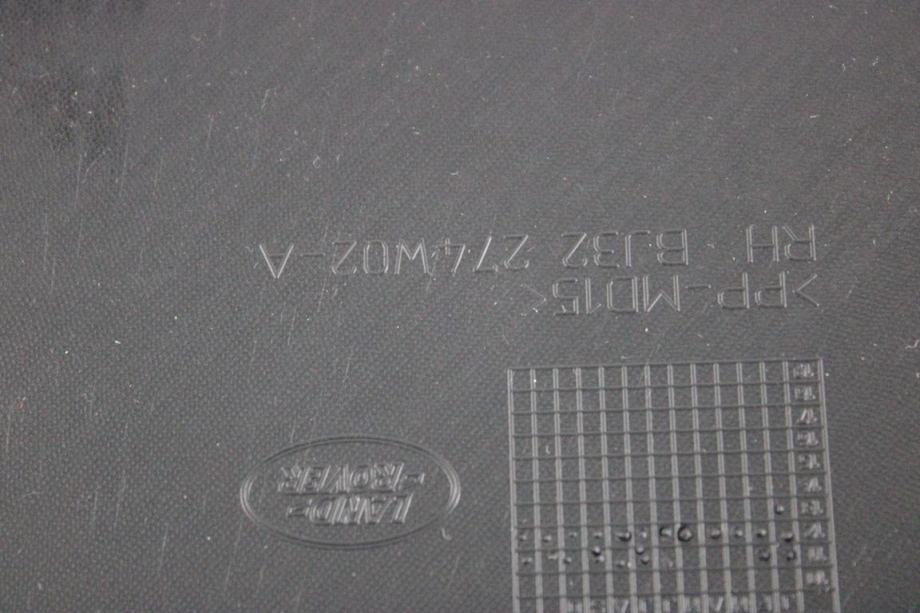 LAND-
-ROVER
>PP-MD15<
RH BJ32 274W02-A